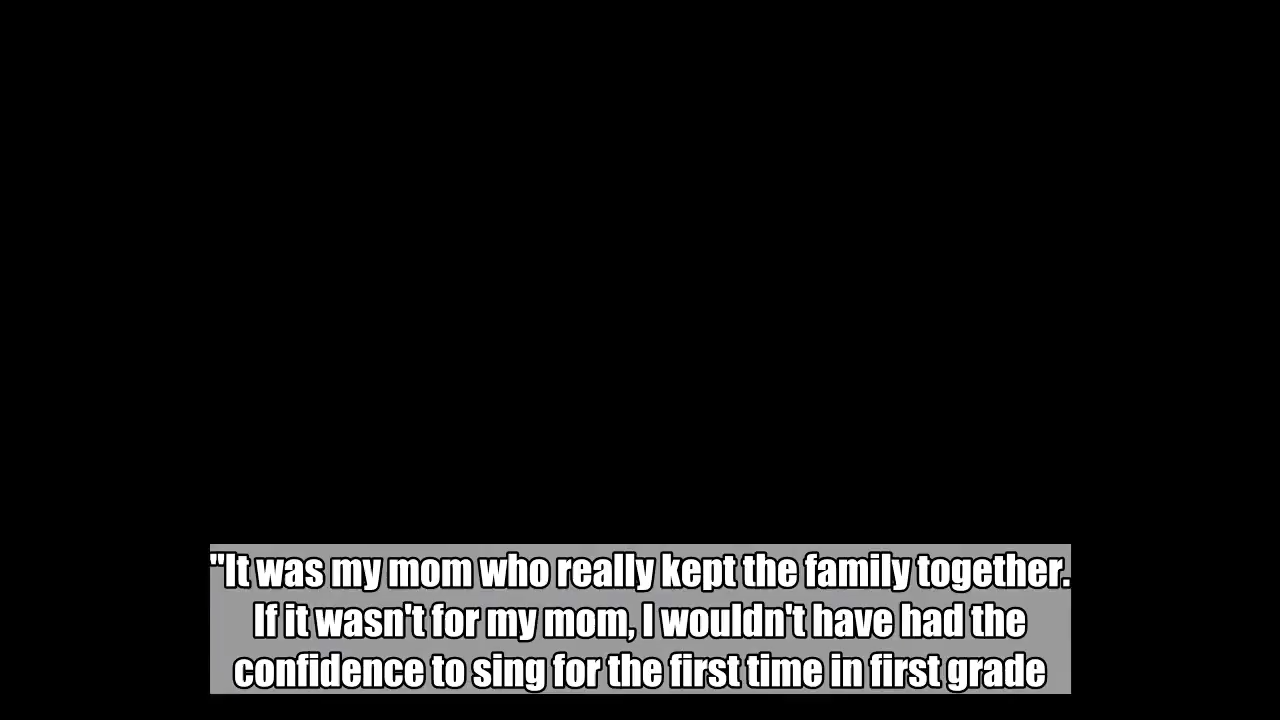 "It was my mom who really kept the family together.
If it wasn't for my mom, I wouldn't have had the
confidence to sing for the first time in first grade